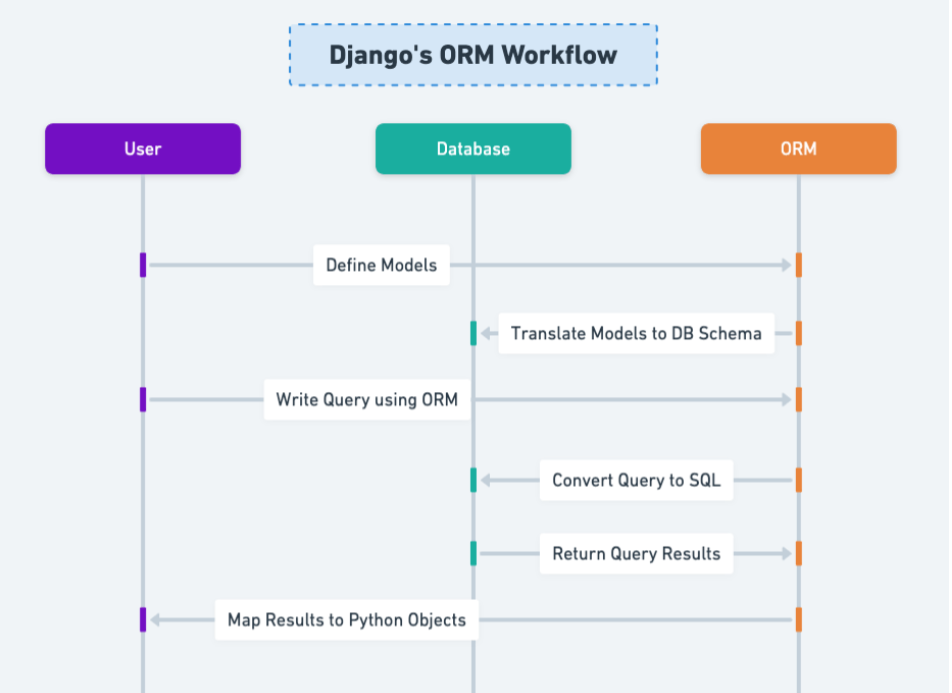 Django's ORM Workflow
User
Database
ORM
Define Models
Translate Models to DB Schema
Write Query using ORM
Convert Query to SQL
Return Query Results
Map Results to Python Objects